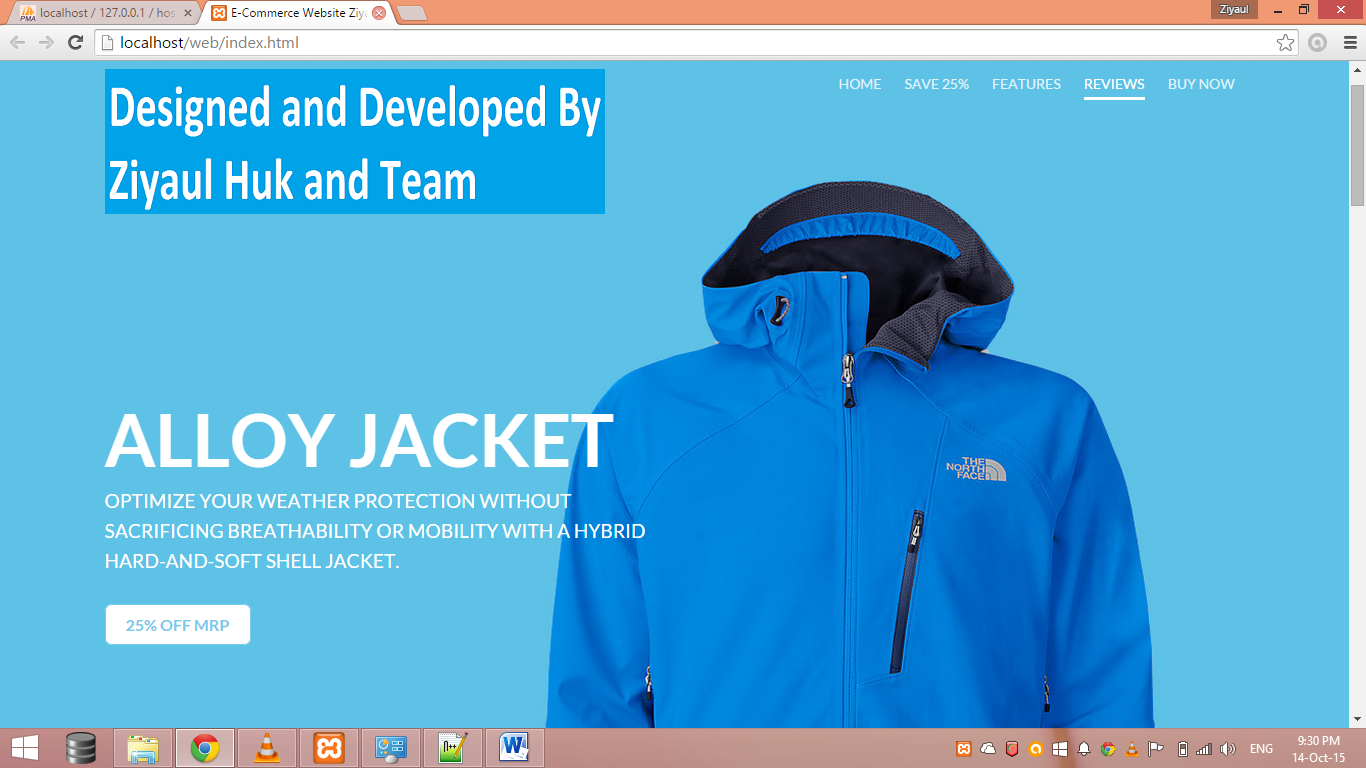 localhost / 127.0.0.1 / hos
E-Commerce Website Ziya
Ziyaul
localhost/web/index.html
Designed and Developed By
Ziyaul Huk and Team
HOME SAVE 25% FEATURES REVIEWS BUY NOW
ALLOY JACKET
OPTIMIZE YOUR WEATHER PROTECTION WITHOUT
SACRIFICING BREATHABILITY OR MOBILITY WITH A HYBRID
HARD-AND-SOFT SHELL JACKET.
25% OFF MRP
THE
NORTH
FACE
ENG
9:30 PM
14-Oct-15